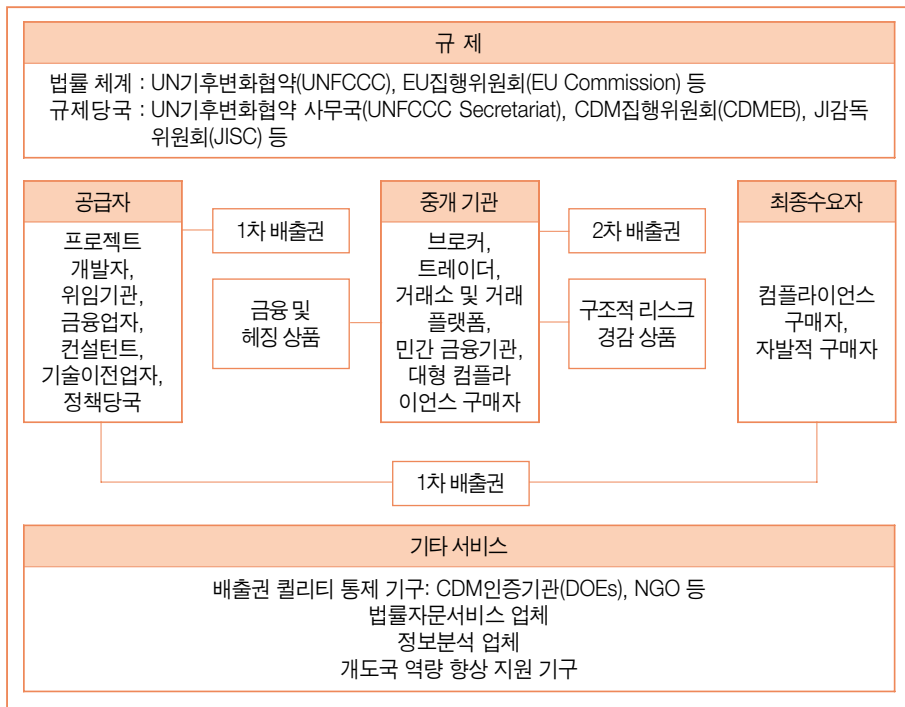 규 제
법률 체계 : UN기후변화협약(UNFCCC), EU집행위원회(EU Commission) 등
규제당국 : UN기후변화협약 사무국(UNFCCC Secretariat), CDM집행위원회(CDMEB), JI감독
위원회(JISC) 등
공급자
프로젝트
개발자,
위임기관,
금융업자,
컨설턴트,
기술이전업자,
정책당국
1차 배출권
금융 및
헤징 상품
중개 기관
브로커,
트레이더,
거래소 및 거래
플랫폼,
민간 금융기관,
대형 컴플라
이언스 구매자
2차 배출권
구조적 리스크
경감 상품
최종수요자
컴플라이언스
구매자,
자발적 구매자
1차 배출권
기타 서비스
배출권 퀄리티 통제 기구: CDM인증기관(DOEs), NGO 등
법률자문서비스 업체
정보분석 업체
개도국 역량 향상 지원 기구